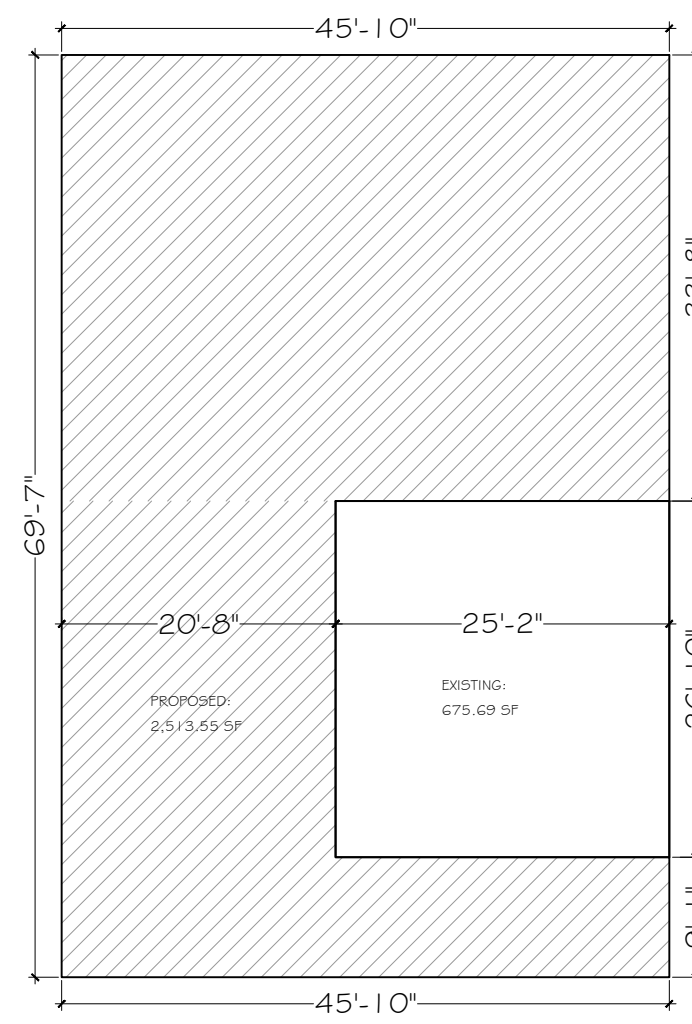 45'-10"
69'-7"
20'-8"
25'-2"
PROPOSED:
2,513.55 SF
EXISTING:
675.69 SF
45'-10"